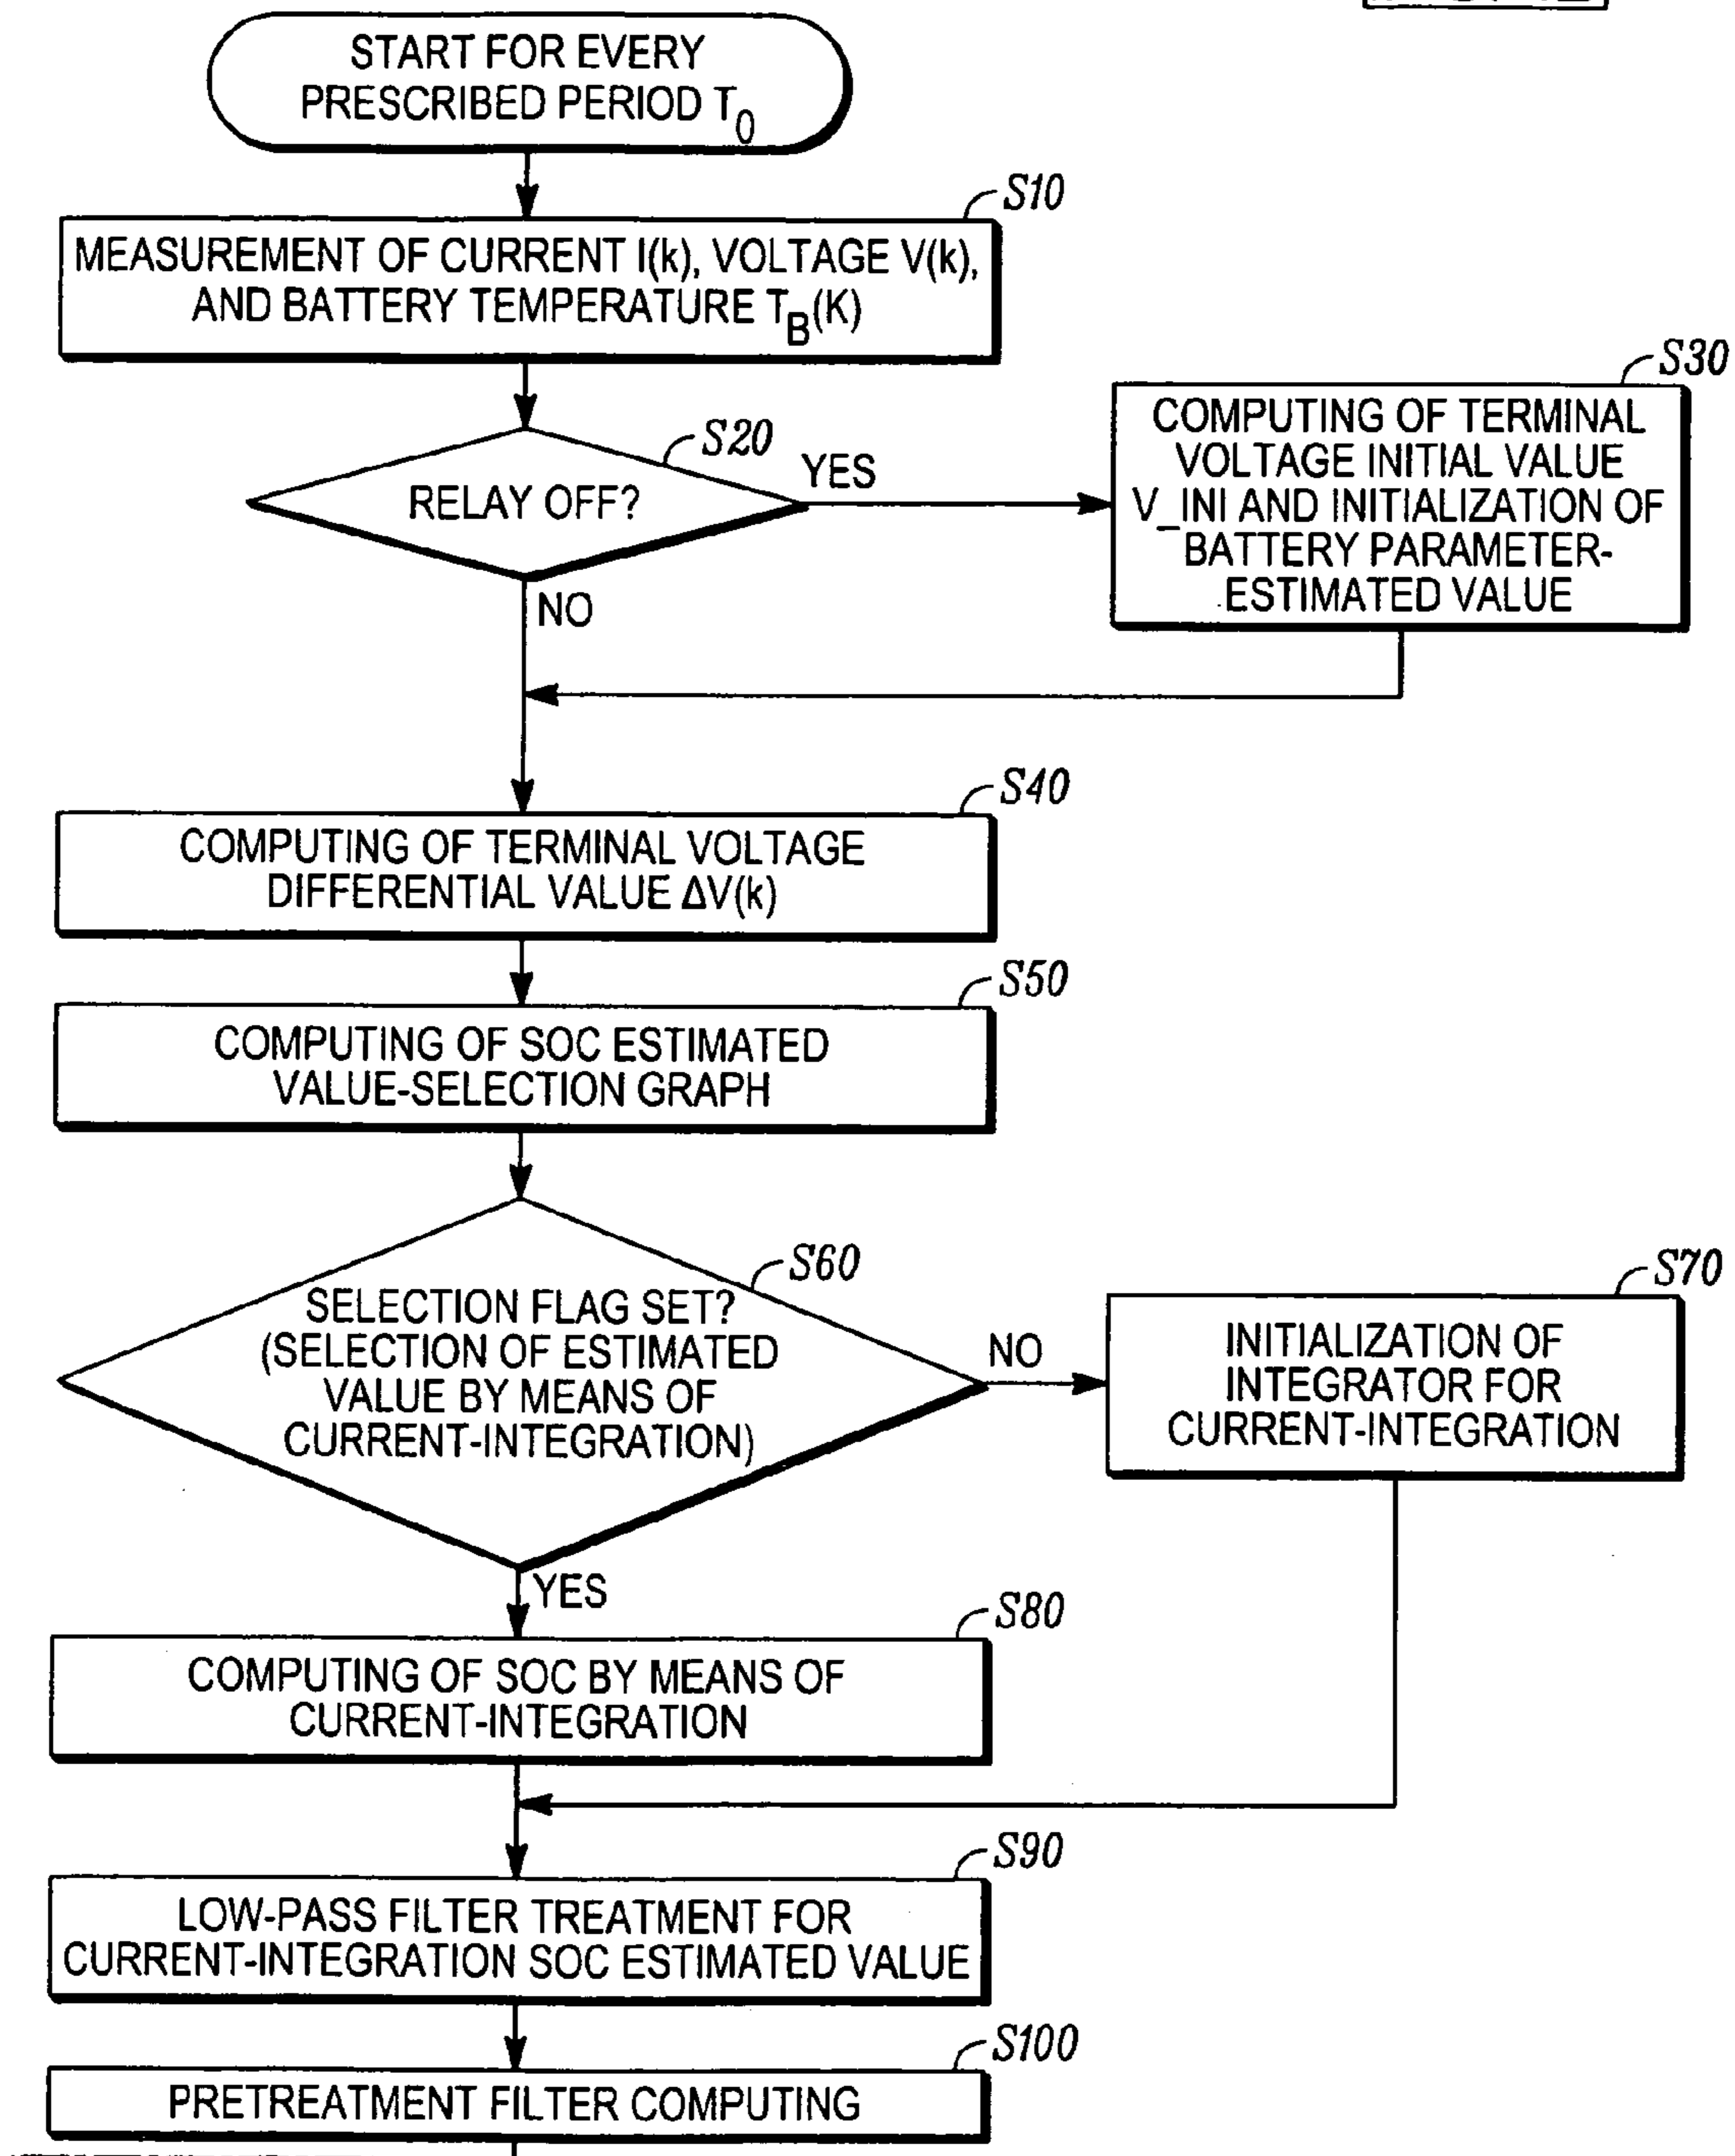 START FOR EVERY
PRESCRIBED PERIOD T0
S10
MEASUREMENT OF CURRENT I(k), VOLTAGE V(k),
AND BATTERY TEMPERATURE TB(K)
S20
RELAY OFF?
YES
NO
S30
COMPUTING OF TERMINAL
VOLTAGE INITIAL VALUE
V_INI AND INITIALIZATION OF
BATTERY PARAMETER-
ESTIMATED VALUE
S40
COMPUTING OF TERMINAL VOLTAGE
DIFFERENTIAL VALUE ΔV(k)
S50
COMPUTING OF SOC ESTIMATED
VALUE-SELECTION GRAPH
S60
SELECTION FLAG SET?
(SELECTION OF ESTIMATED
VALUE BY MEANS OF
CURRENT-INTEGRATION)
NO
YES
S70
INITIALIZATION OF
INTEGRATOR FOR
CURRENT-INTEGRATION
S80
COMPUTING OF SOC BY MEANS OF
CURRENT-INTEGRATION
S90
LOW-PASS FILTER TREATMENT FOR
CURRENT-INTEGRATION SOC ESTIMATED VALUE
S100
PRETREATMENT FILTER COMPUTING